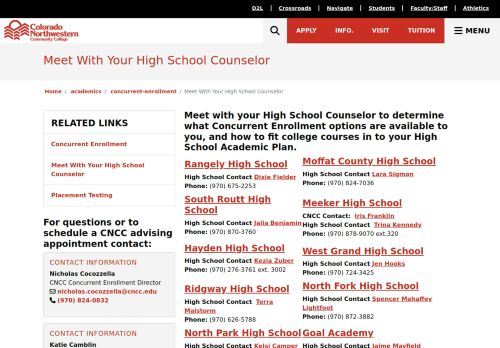 D2L | Crossroads | Navigate | Students | Faculty/Staff | Athletics
Colorado
Northwestern
Community College
APPLY INFO. VISIT TUITION MENU
Meet With Your High School Counselor
Home / academics / concurrent-enrollment / Meet With Your High School Counselor
RELATED LINKS
Concurrent Enrollment
Meet With Your High School
Counselor
Placement Testing
For questions or to
schedule a CNCC advising
appointment contact:
CONTACT INFORMATION
Nicholas Cocozzella
CNCC Concurrent Enrollment Director
nicholas.cocozzella@cncc.edu
(970) 824-0832
CONTACT INFORMATION
Katie Camblin
Meet with your High School Counselor to determine
what Concurrent Enrollment options are available to
you, and how to fit college courses in to your High
School Academic Plan.
Rangely High School
High School Contact Dixie Fielder
Phone: (970) 675-2253
South Routt High
School
High School Contact Jaila Benjamin
Phone: (970) 870-3760
Hayden High School
High School Contact Kezia Zuber
Phone: (970) 276-3761 ext. 3002
Ridgway High School
High School Contact Terra
Malstorm
Phone: (970) 626-5788
North Park High School
High School Contact Kelsi Camper
Moffat County High School
High School Contact Lara Sigmon
Phone: (970) 824-7036
Meeker High School
CNCC Contact: Iris Franklin
High School Contact Trina Kennedy
Phone: (970) 878-9070 ext.320
West Grand High School
High School Contact Jen Hooks
Phone: (970) 724-3425
North Fork High School
High School Contact Spencer Mahaffey
Lightfoot
Phone: (970) 872-3882
Goal Academy
High School Contact Jaime Mayfield